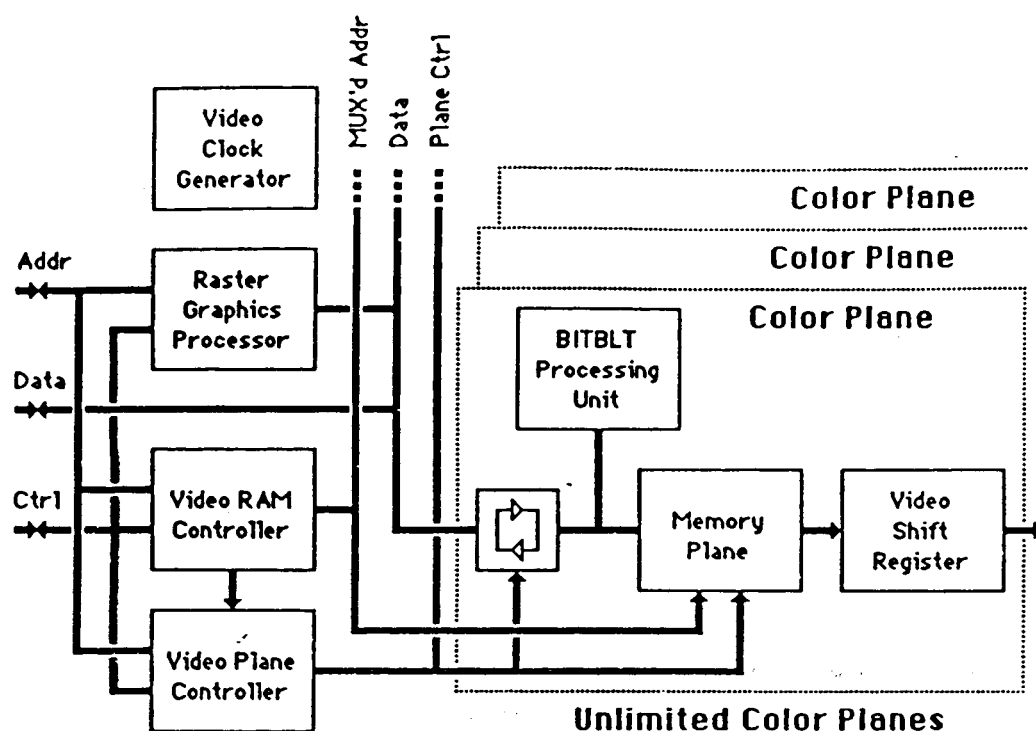 MUX'd Addr
Data
Plane Ctrl
Video
Clock
Generator
Color Plane
Color Plane
Color Plane
Addr
Raster
Graphics
Processor
BITBLT
Processing
Unit
Data
Ctrl
Video RAM
Controller
Memory
Plane
Video
Shift
Register
Video Plane
Controller
Unlimited Color Planes